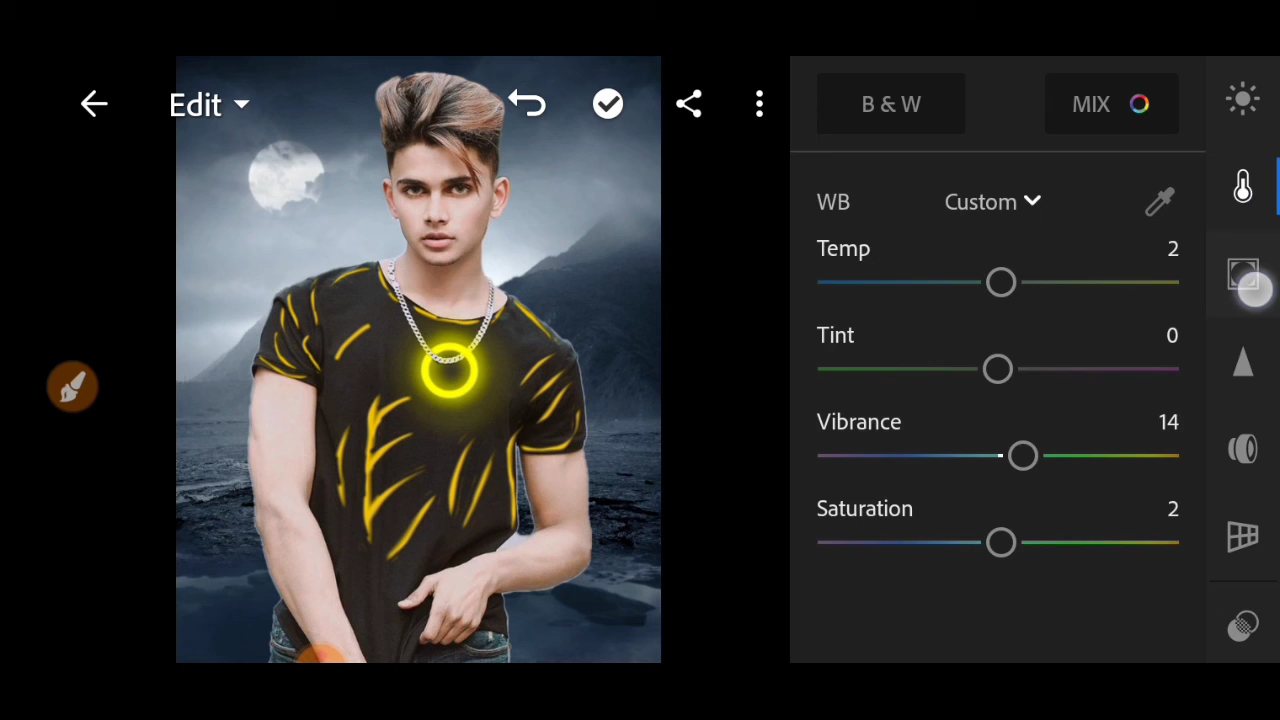 Edit
B & W
MIX
WB
Custom
Temp
2
Tint
0
Vibrance
14
Saturation
2